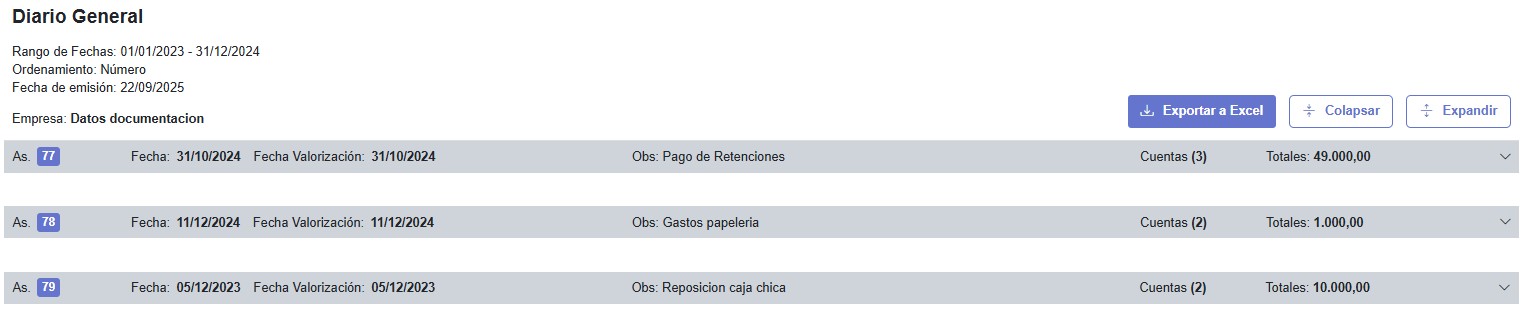 Diario General
Rango de Fechas: 01/01/2023 - 31/12/2024
Ordenamiento: Número
Fecha de emisión: 22/09/2025
Exportar a Excel Colapsar Expandir
Empresa: Datos documentacion
As. 77 Fecha: 31/10/2024 Fecha Valorización: 31/10/2024 Obs: Pago de Retenciones Cuentas (3) Totales: 49.000,00
As. 78 Fecha: 11/12/2024 Fecha Valorización: 11/12/2024 Obs: Gastos papeleria Cuentas (2) Totales: 1.000,00
As. 79 Fecha: 05/12/2023 Fecha Valorización: 05/12/2023 Obs: Reposicion caja chica Cuentas (2) Totales: 10.000,00